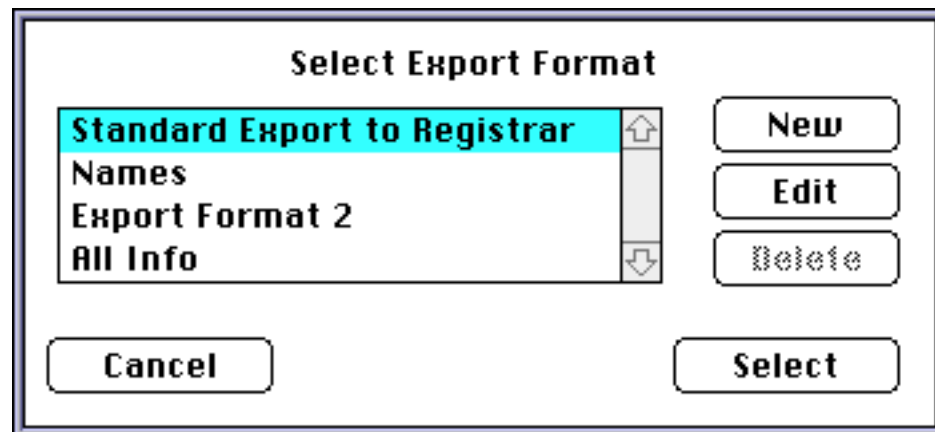 Select Export Format
Standard Export to Registrar
Names
Export Format 2
All Info
New
Edit
Delete
Cancel
Select